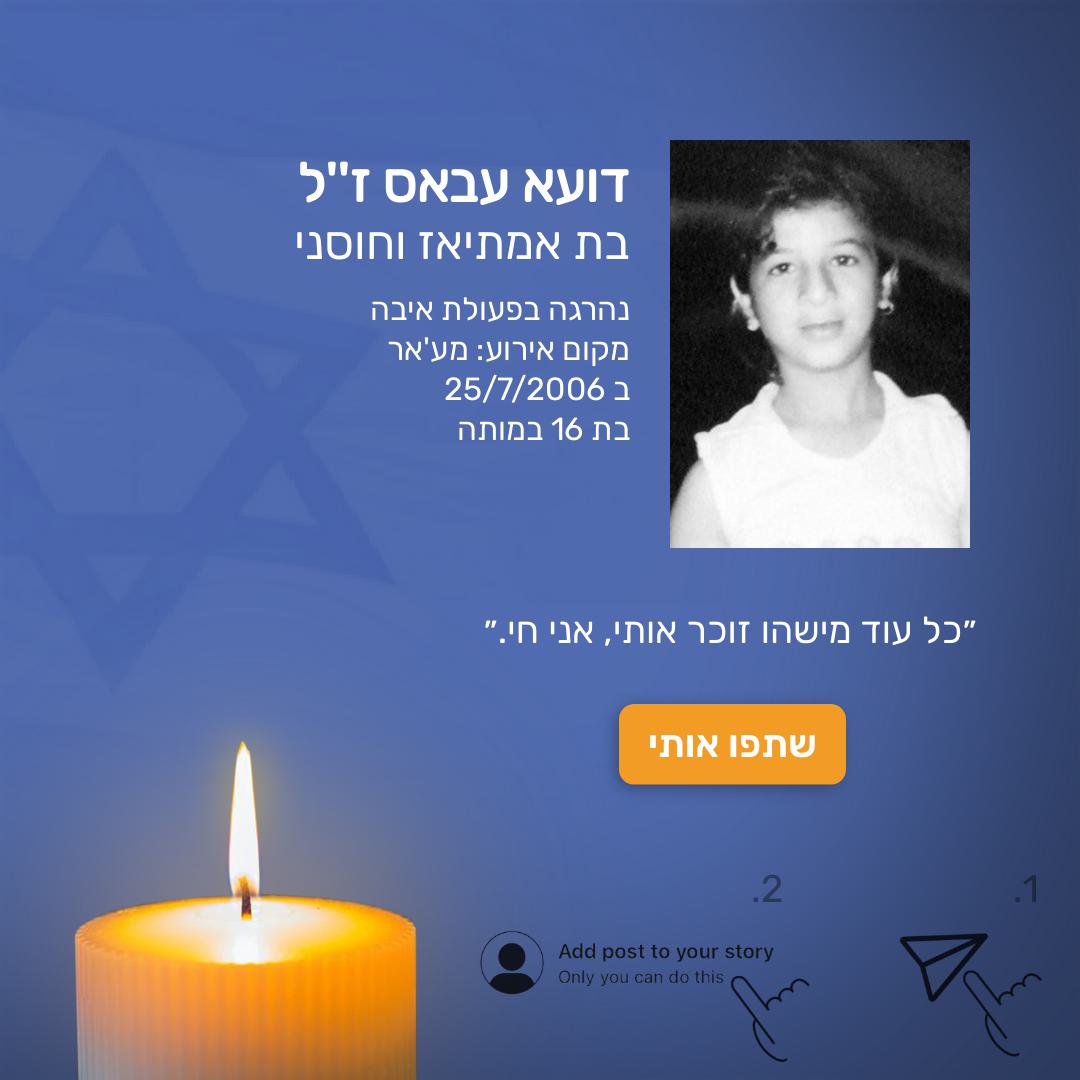 דועא עבאס ז"ל
בת אמתיאז וחוסני
נהרגה בפעולת איבה
מקום אירוע: מע'אר
ב 25/7/2006
בת 16 במותה
״כל עוד מישהו זוכר אותי, אני חי.״
שתפו אותי
.1
.2
Add post to your story
Only you can do this